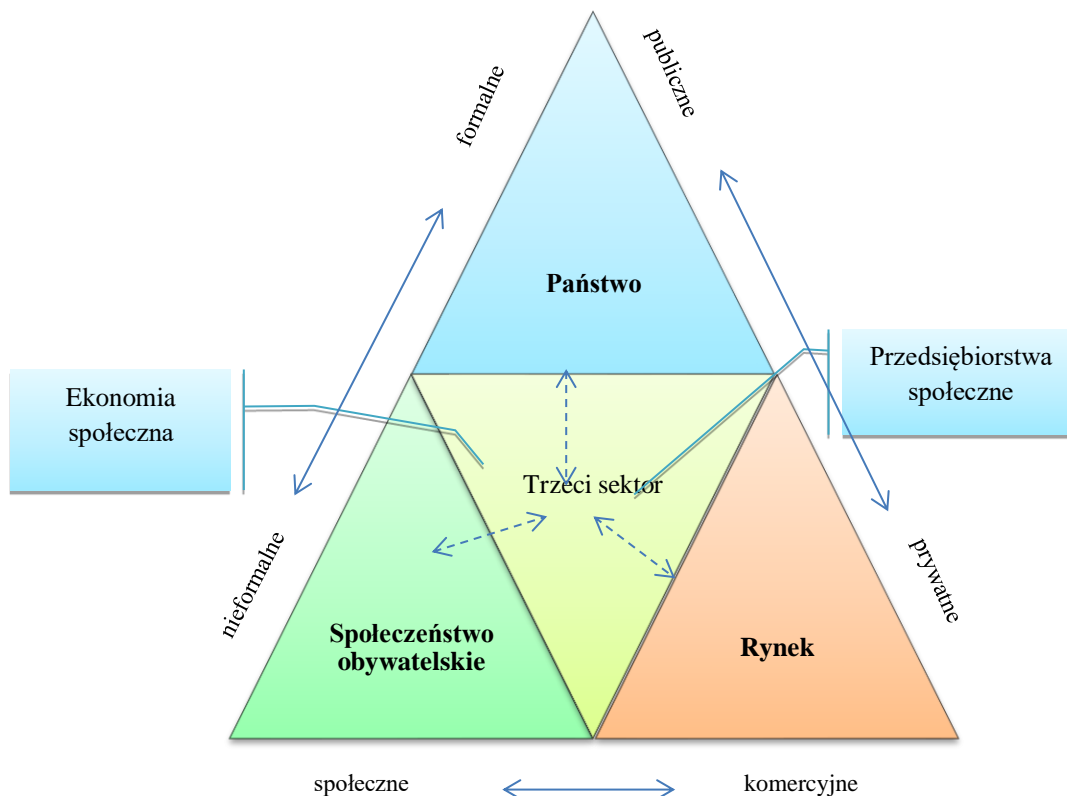 publiczne
formalne
Państwo
Przedsiębiorstwa
społeczne
Ekonomia
społeczna
Trzeci sektor
nieformalne
prywatne
Społeczeństwo
obywatelskie
Rynek
społeczne
komercyjne